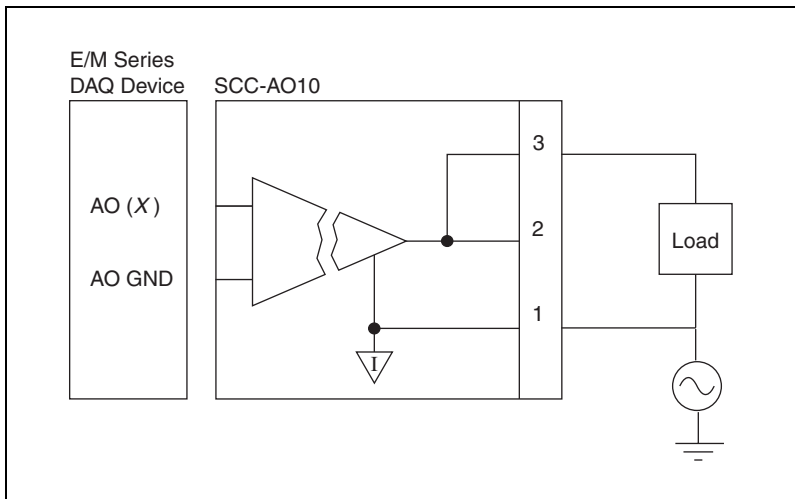 E/M Series
DAQ Device
SCC-AO10
AO (X)
AO GND
3
2
1
I
Load